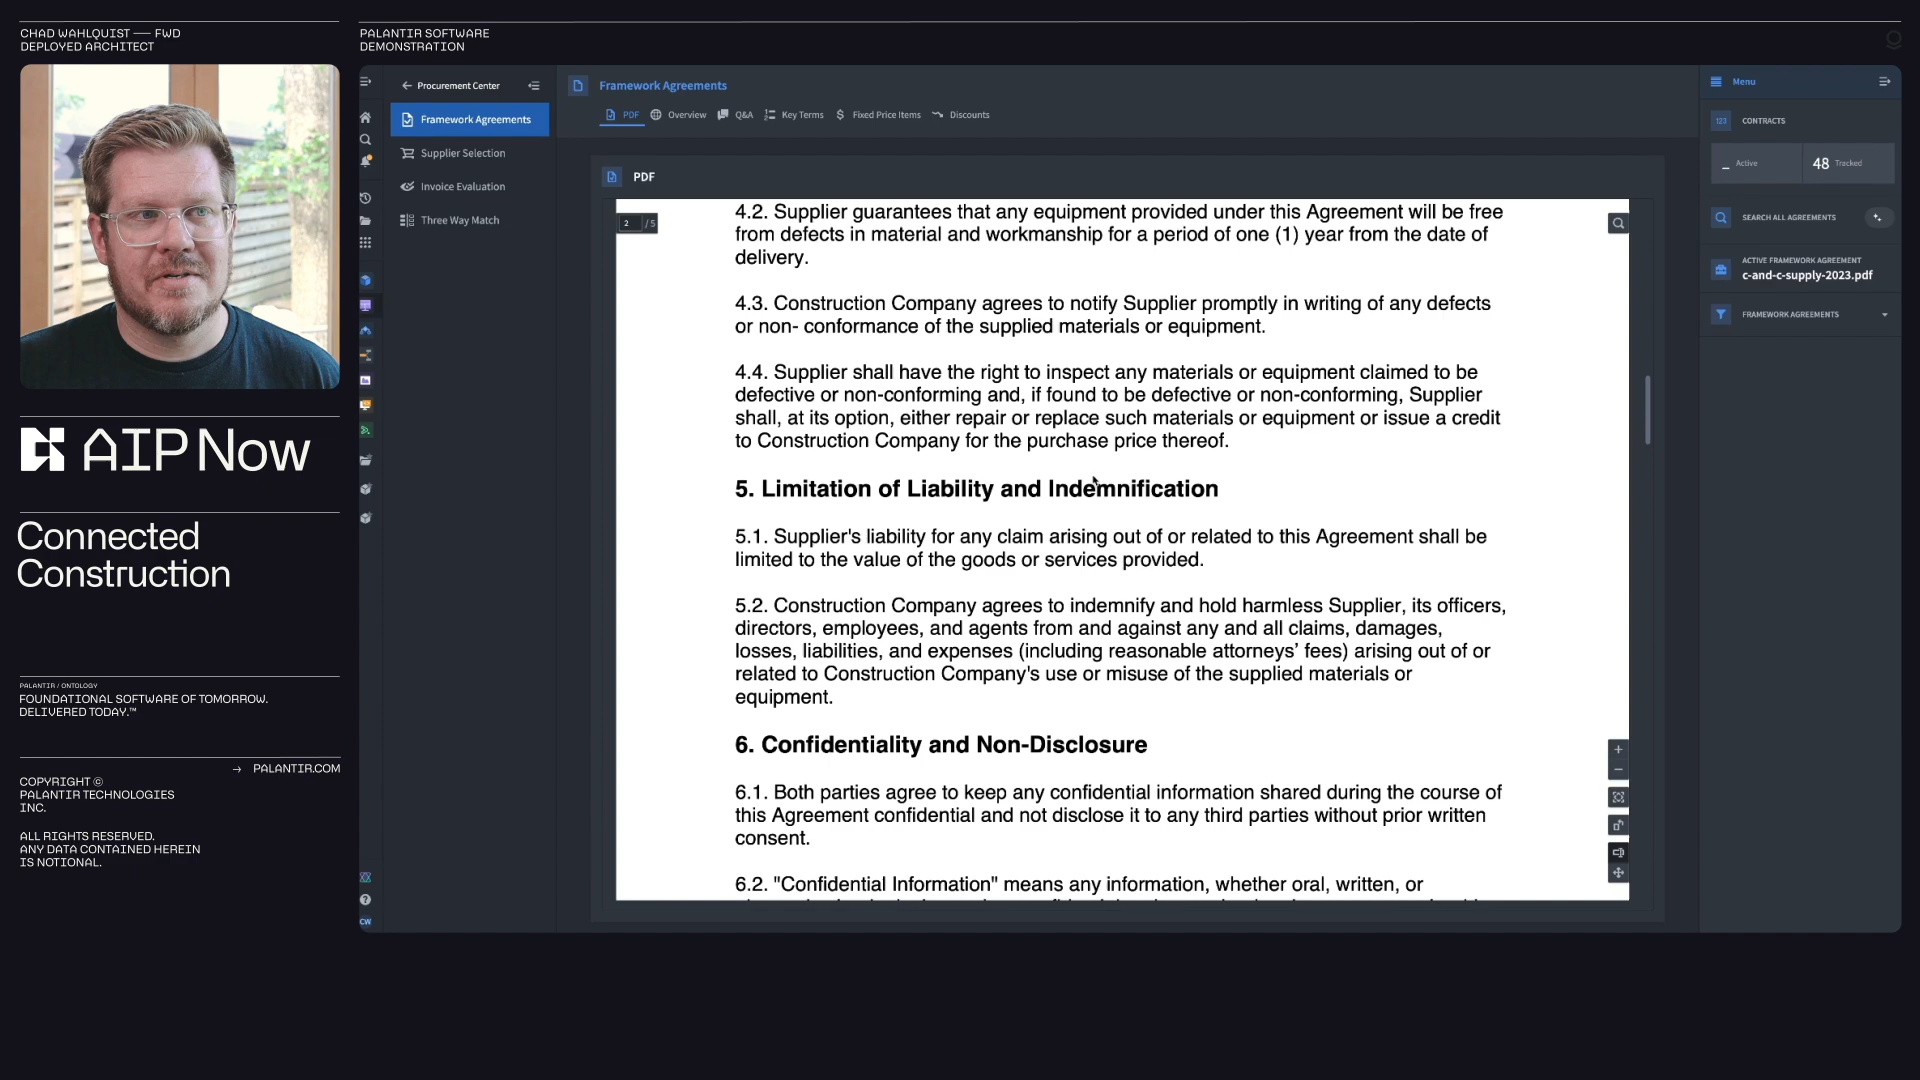 CHAD WAHLQUIST — FWD
DEPLOYED ARCHITECT
PALANTIR SOFTWARE
DEMONSTRATION
AIP Now
Connected
Construction
PALANTIR / ONTOLOGY
FOUNDATIONAL SOFTWARE OF TOMORROW.
DELIVERED TODAY.™
→ PALANTIR.COM
COPYRIGHT ©
PALANTIR TECHNOLOGIES
INC.
ALL RIGHTS RESERVED.
ANY DATA CONTAINED HEREIN
IS NOTIONAL.
CW
Procurement Center
Framework Agreements
Supplier Selection
Invoice Evaluation
Three Way Match
Framework Agreements
PDF Overview Q&A Key Terms Fixed Price Items Discounts
PDF
2 / 5
4.2. Supplier guarantees that any equipment provided under this Agreement will be free
from defects in material and workmanship for a period of one (1) year from the date of
delivery.
4.3. Construction Company agrees to notify Supplier promptly in writing of any defects
or non- conformance of the supplied materials or equipment.
4.4. Supplier shall have the right to inspect any materials or equipment claimed to be
defective or non-conforming and, if found to be defective or non-conforming, Supplier
shall, at its option, either repair or replace such materials or equipment or issue a credit
to Construction Company for the purchase price thereof.
5. Limitation of Liability and Indemnification
5.1. Supplier's liability for any claim arising out of or related to this Agreement shall be
limited to the value of the goods or services provided.
5.2. Construction Company agrees to indemnify and hold harmless Supplier, its officers,
directors, employees, and agents from and against any and all claims, damages,
losses, liabilities, and expenses (including reasonable attorneys’ fees) arising out of or
related to Construction Company's use or misuse of the supplied materials or
equipment.
6. Confidentiality and Non-Disclosure
6.1. Both parties agree to keep any confidential information shared during the course of
this Agreement confidential and not disclose it to any third parties without prior written
consent.
6.2. "Confidential Information" means any information, whether oral, written, or
Menu
123 CONTRACTS
– Active 48 Tracked
SEARCH ALL AGREEMENTS
ACTIVE FRAMEWORK AGREEMENT
c-and-c-supply-2023.pdf
FRAMEWORK AGREEMENTS